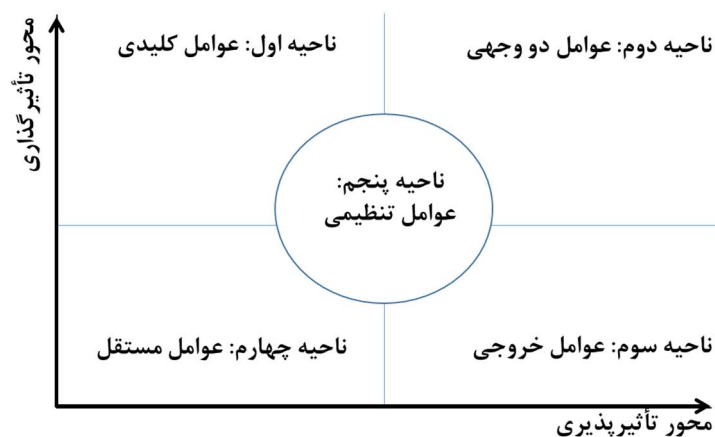 محور تأثیرگذاری
ناحیه دوم: عوامل دو وجهی
ناحیه اول: عوامل کلیدی
ناحیه پنجم:
عوامل تنظیمی
ناحیه سوم: عوامل خروجی
ناحیه چهارم: عوامل مستقل
محور تأثیرپذیری